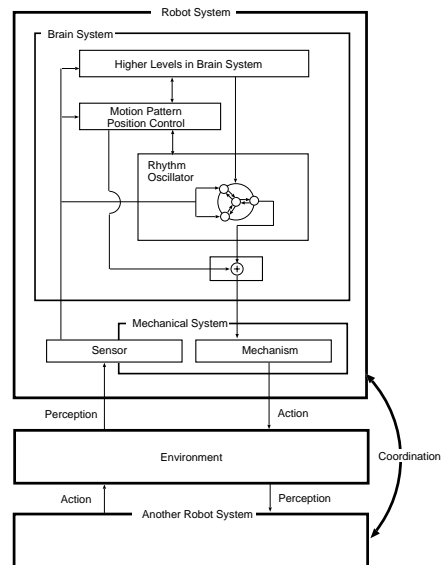 Robot System
Brain System
Higher Levels in Brain System
Motion Pattern
Position Control
Rhythm
Oscillator
Mechanical System
Sensor
Mechanism
Perception
Action
Environment
Coordination
Action
Perception
Another Robot System